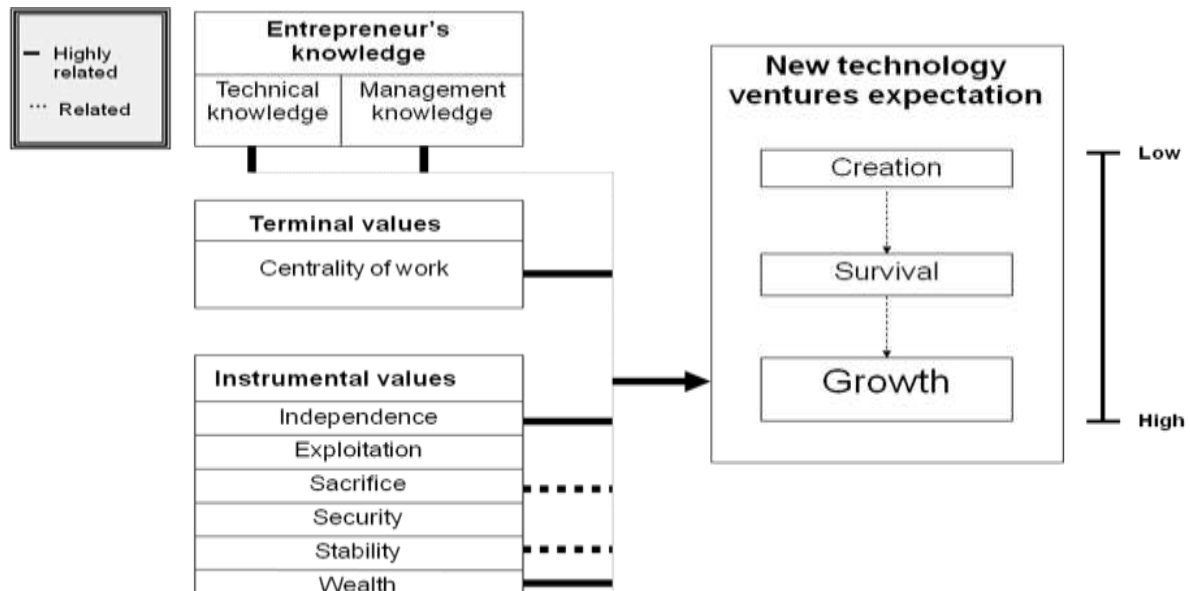 Highly
related
Related
Entrepreneur's
knowledge
Technical
knowledge
Management
knowledge
Terminal values
Centrality of work
Instrumental values
Independence
Exploitation
Sacrifice
Security
Stability
Wealth
New technology
ventures expectation
Creation
Survival
Growth
Low
High